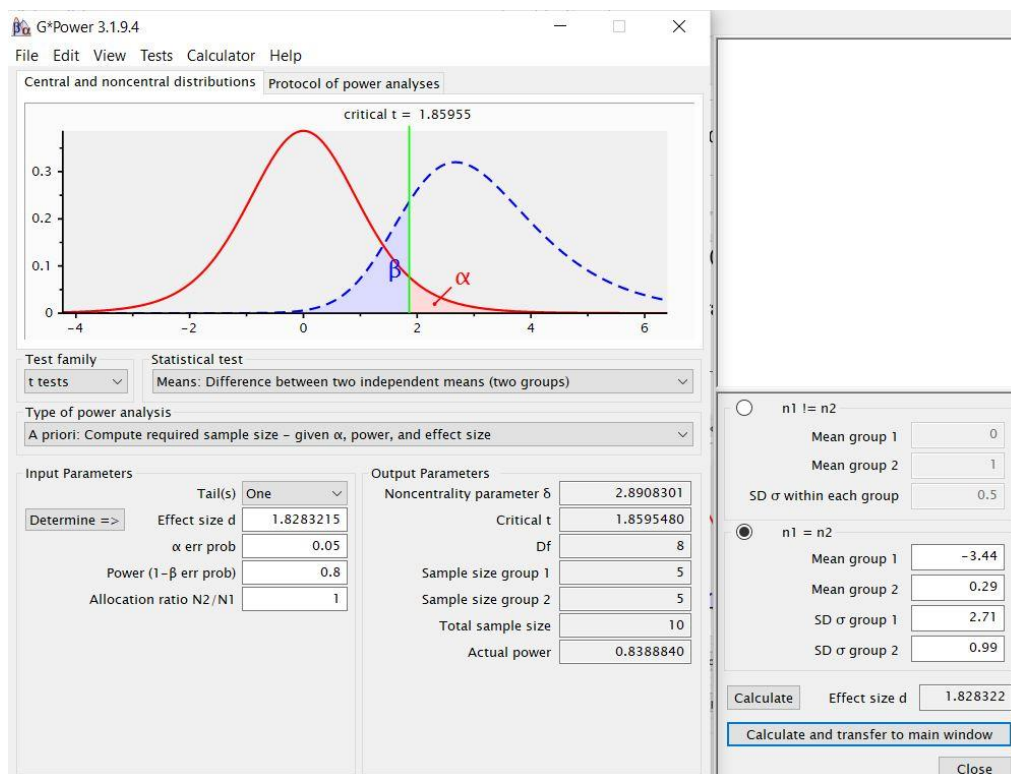 G*Power 3.1.9.4
File Edit View Tests Calculator Help
Central and noncentral distributions Protocol of power analyses
critical t = 1.85955
0.3
0.2
0.1
0
β
α
-4 -2 0 2 4 6
Test family Statistical test
t tests Means: Difference between two independent means (two groups)
Type of power analysis
A priori: Compute required sample size - given α, power, and effect size
Input Parameters
Tail(s) One
Determine => Effect size d 1.8283215
α err prob 0.05
Power (1-β err prob) 0.8
Allocation ratio N2/N1 1
Output Parameters
Noncentrality parameter δ 2.8908301
Critical t 1.8595480
Df 8
Sample size group 1 5
Sample size group 2 5
Total sample size 10
Actual power 0.8388840
n1 != n2
Mean group 1 0
Mean group 2 1
SD σ within each group 0.5
n1 = n2
Mean group 1 -3.44
Mean group 2 0.29
SD σ group 1 2.71
SD σ group 2 0.99
Calculate Effect size d 1.828322
Calculate and transfer to main window
Close